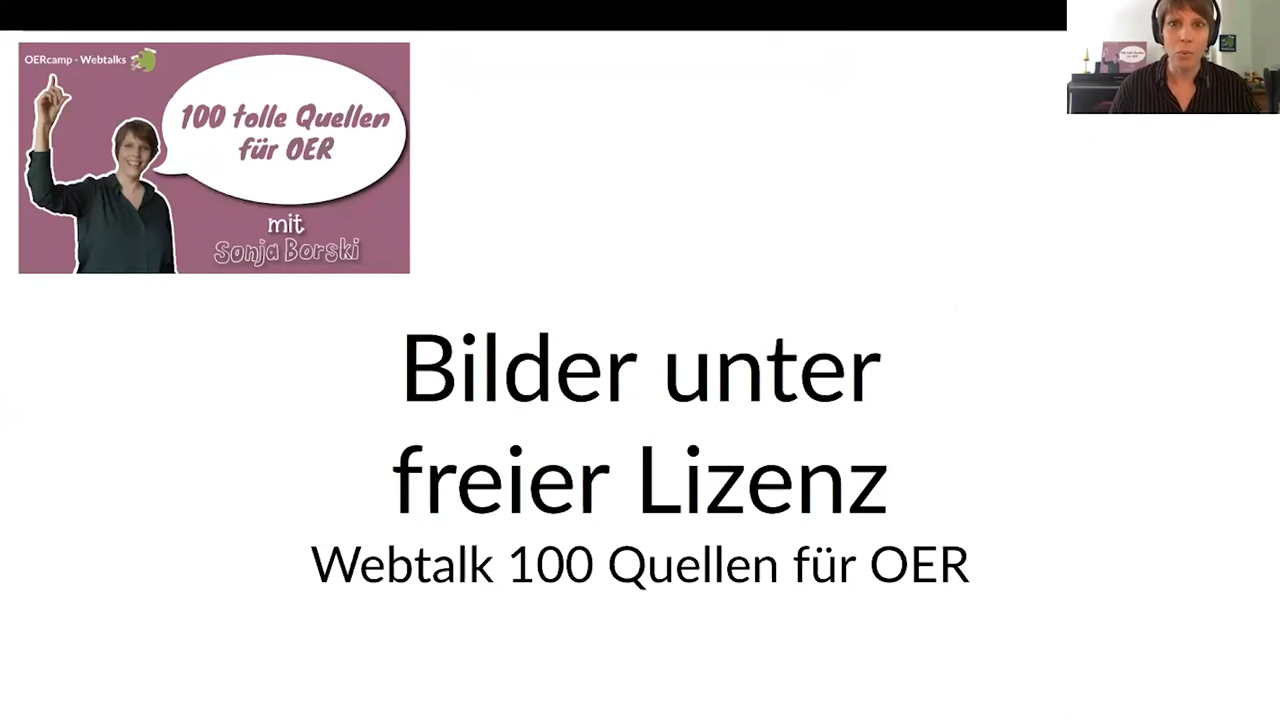 OERcamp - Webtalks
100 tolle Quellen
für OER
mit
Sonja Borski
Bilder unter
freier Lizenz
Webtalk 100 Quellen für OER